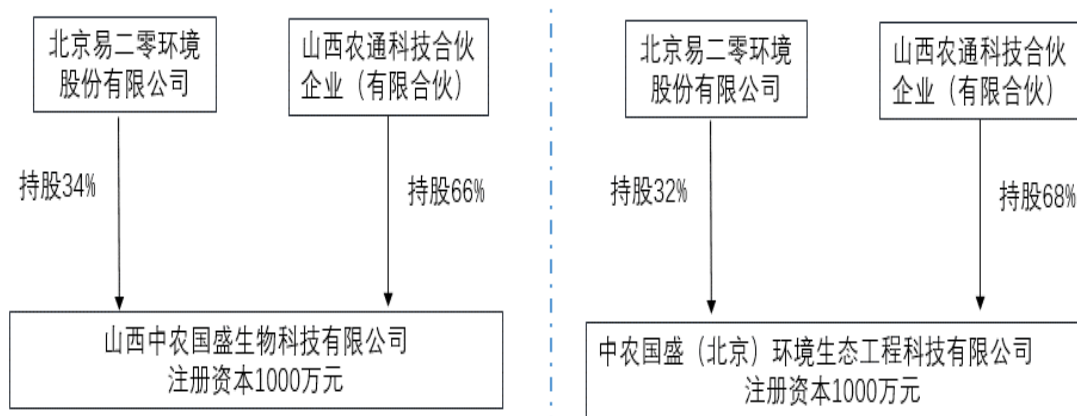 北京易二零环境
股份有限公司
山西农通科技合伙
企业（有限合伙）
持股34%
持股66%
山西中农国盛生物科技有限公司
注册资本1000万元
北京易二零环境
股份有限公司
山西农通科技合伙
企业（有限合伙）
持股32%
持股68%
中农国盛（北京）环境生态工程科技有限公司
注册资本1000万元